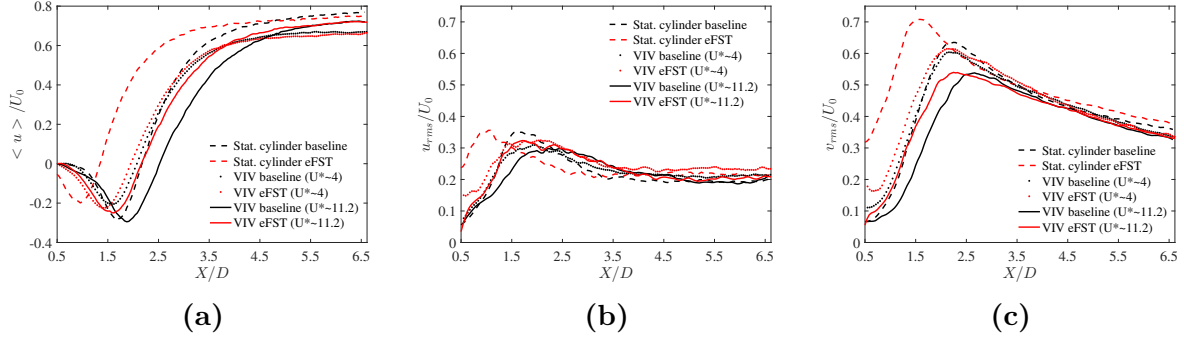 < u > /U₀
0.8
0.6
0.4
0.2
0
-0.2
-0.4
0.5 1.5 2.5 3.5 4.5 5.5 6.5
X/D
Stat. cylinder baseline
Stat. cylinder eFST
VIV baseline (U*~4)
VIV eFST (U*~4)
VIV baseline (U*~11.2)
VIV eFST (U*~11.2)
(a)
u_rms/U₀
0.7
0.6
0.5
0.4
0.3
0.2
0.1
0
0.5 1.5 2.5 3.5 4.5 5.5 6.5
X/D
Stat. cylinder baseline
Stat. cylinder eFST
VIV baseline (U*~4)
VIV eFST (U*~4)
VIV baseline (U*~11.2)
VIV eFST (U*~11.2)
(b)
v_rms/U₀
0.7
0.6
0.5
0.4
0.3
0.2
0.1
0
0.5 1.5 2.5 3.5 4.5 5.5 6.5
X/D
Stat. cylinder baseline
Stat. cylinder eFST
VIV baseline (U*~4)
VIV eFST (U*~4)
VIV baseline (U*~11.2)
VIV eFST (U*~11.2)
(c)